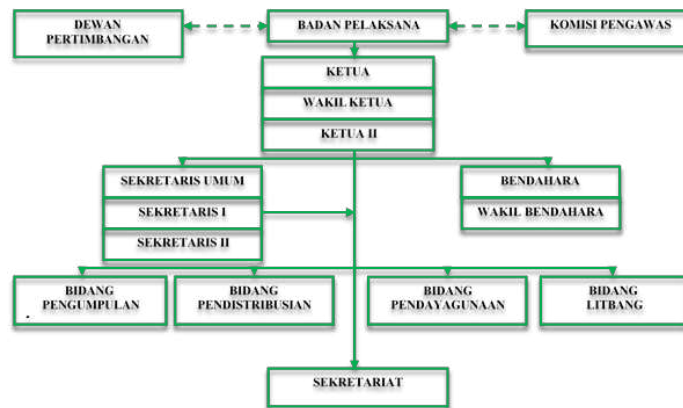 DEWAN
PERTIMBANGAN
BADAN PELAKSANA
KOMISI PENGAWAS
KETUA
WAKIL KETUA
KETUA II
SEKRETARIS UMUM
SEKRETARIS I
SEKRETARIS II
BENDAHARA
WAKIL BENDAHARA
BIDANG
PENGUMPULAN
BIDANG
PENDISTRIBUSIAN
BIDANG
PENDAYAGUNAAN
BIDANG
LITBANG
SEKRETARIAT